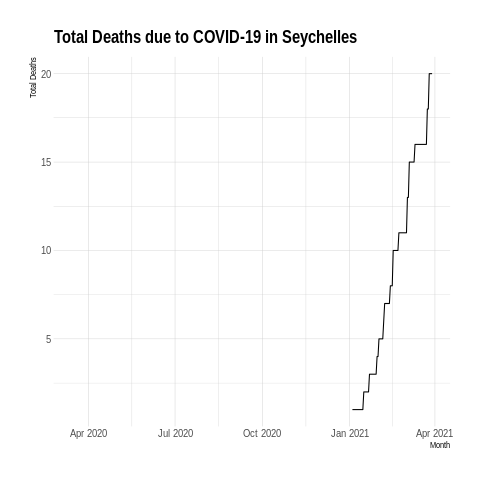 Total Deaths due to COVID-19 in Seychelles
Total Deaths
20
15
10
5
Apr 2020 Jul 2020 Oct 2020 Jan 2021 Apr 2021
Month